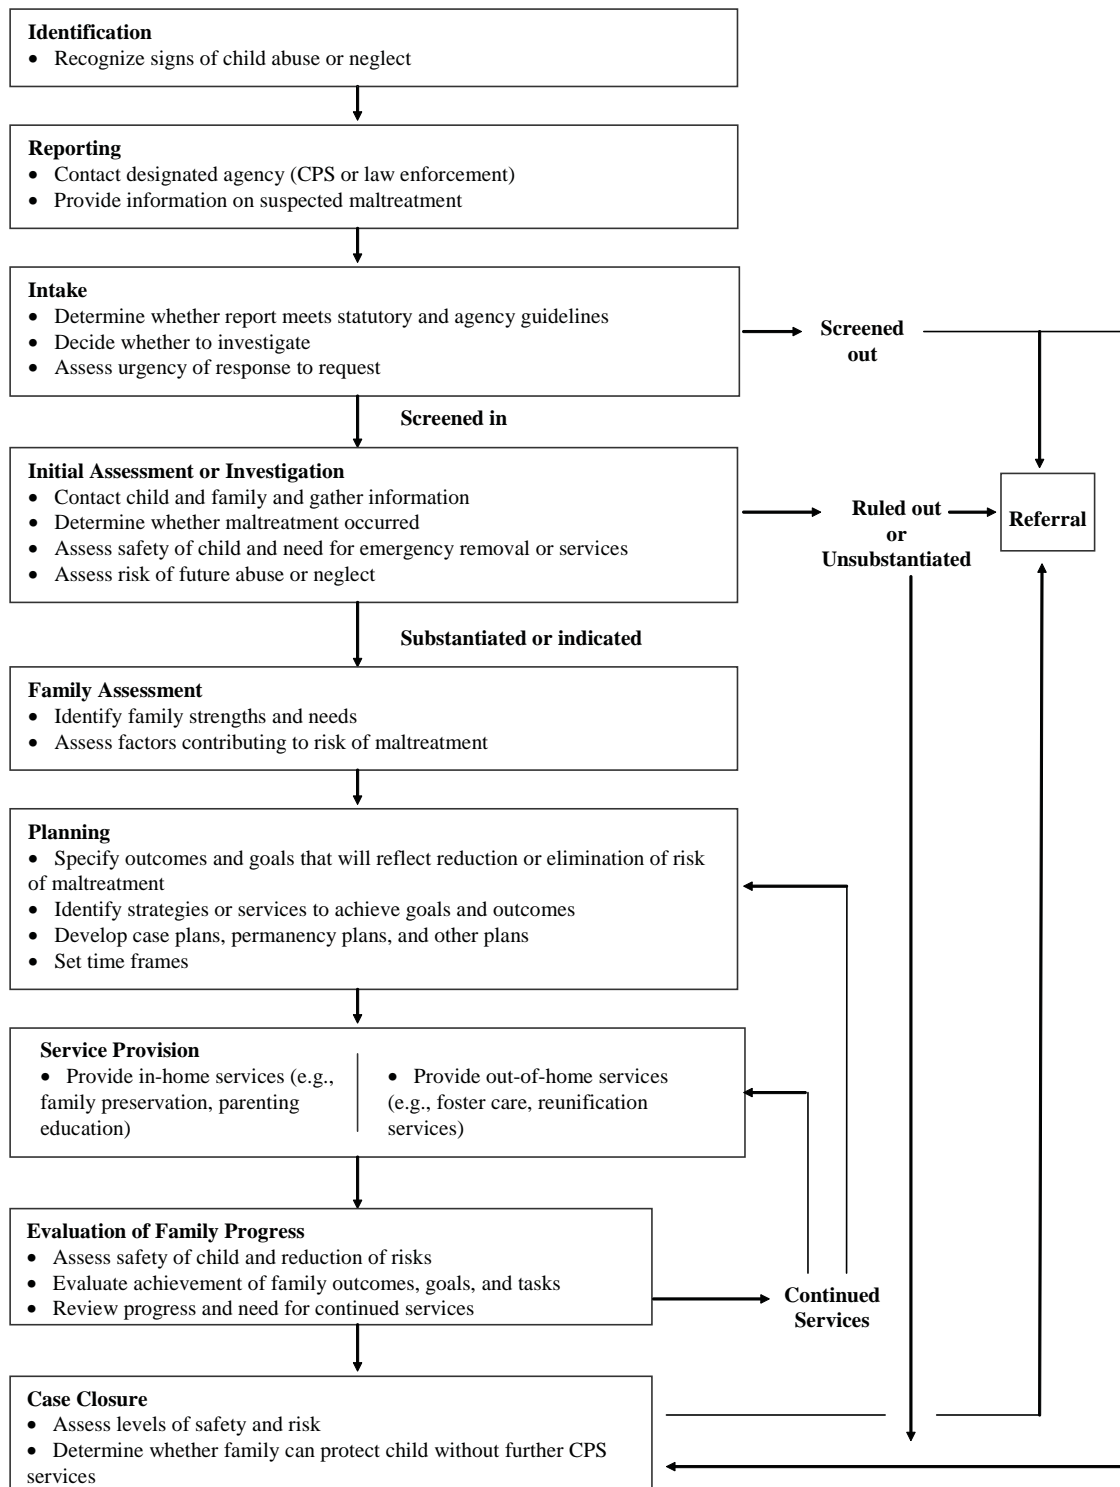 Identification
• Recognize signs of child abuse or neglect
Reporting
• Contact designated agency (CPS or law enforcement)
• Provide information on suspected maltreatment
Intake
• Determine whether report meets statutory and agency guidelines
• Decide whether to investigate
• Assess urgency of response to request
Screened
out
Screened in
Initial Assessment or Investigation
• Contact child and family and gather information
• Determine whether maltreatment occurred
• Assess safety of child and need for emergency removal or services
• Assess risk of future abuse or neglect
Ruled out
or
Unsubstantiated
Referral
Substantiated or indicated
Family Assessment
• Identify family strengths and needs
• Assess factors contributing to risk of maltreatment
Planning
• Specify outcomes and goals that will reflect reduction or elimination of risk
of maltreatment
• Identify strategies or services to achieve goals and outcomes
• Develop case plans, permanency plans, and other plans
• Set time frames
Service Provision
• Provide in-home services (e.g.,
family preservation, parenting
education)
• Provide out-of-home services
(e.g., foster care, reunification
services)
Evaluation of Family Progress
• Assess safety of child and reduction of risks
• Evaluate achievement of family outcomes, goals, and tasks
• Review progress and need for continued services
Continued
Services
Case Closure
• Assess levels of safety and risk
• Determine whether family can protect child without further CPS
services